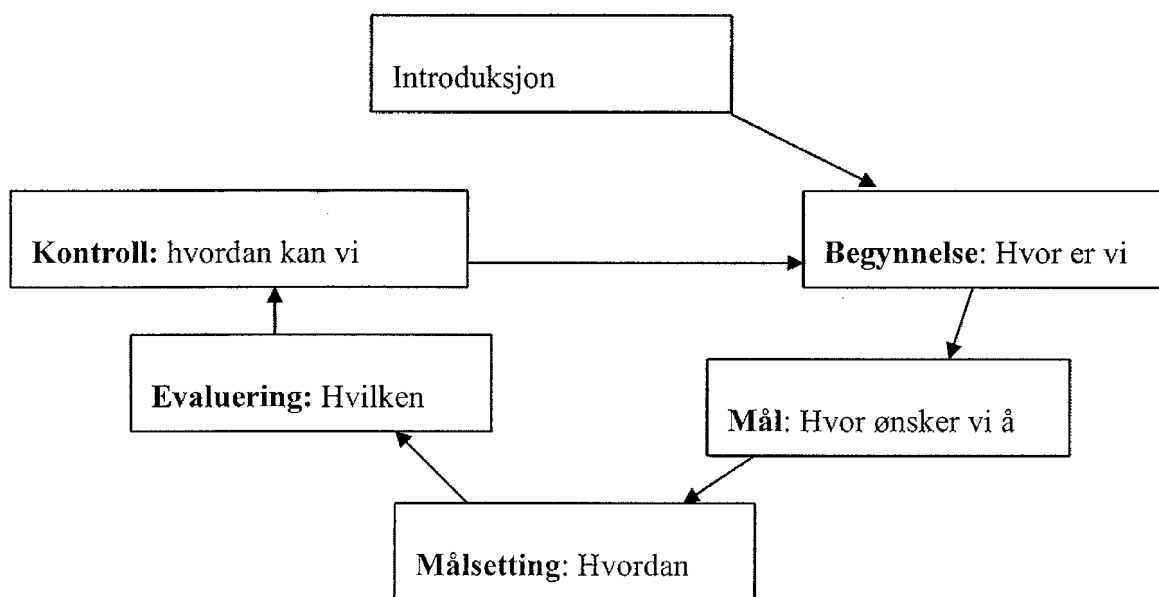 Introduksjon
Kontroll: hvordan kan vi
Begynnelse: Hvor er vi
Evaluering: Hvilken
Mål: Hvor ønsker vi å
Målsetting: Hvordan